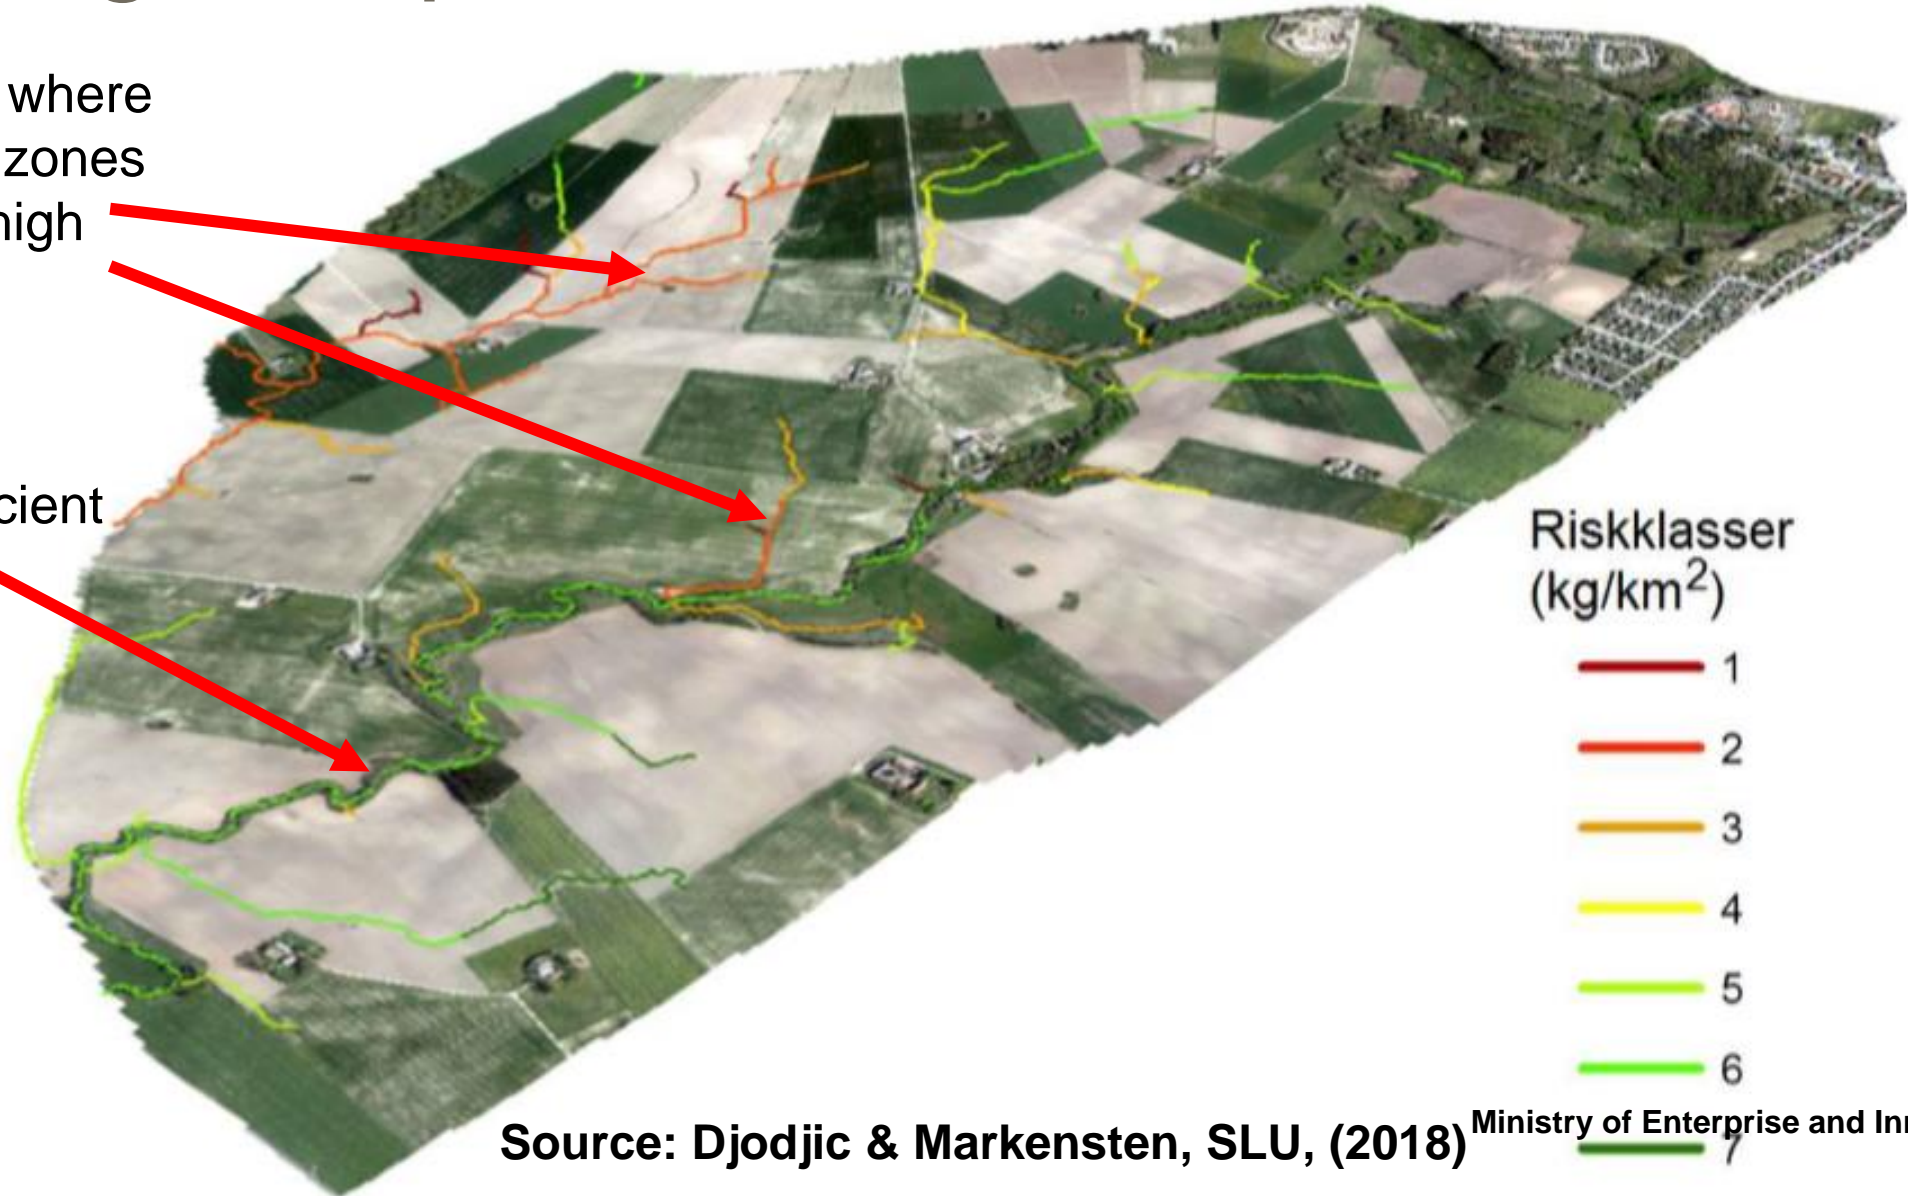 where
zones
high
cient
Riskklasser
(kg/km²)
1
2
3
4
5
6
7
Source: Djodjic & Markensten, SLU, (2018)
Ministry of Enterprise and Inn